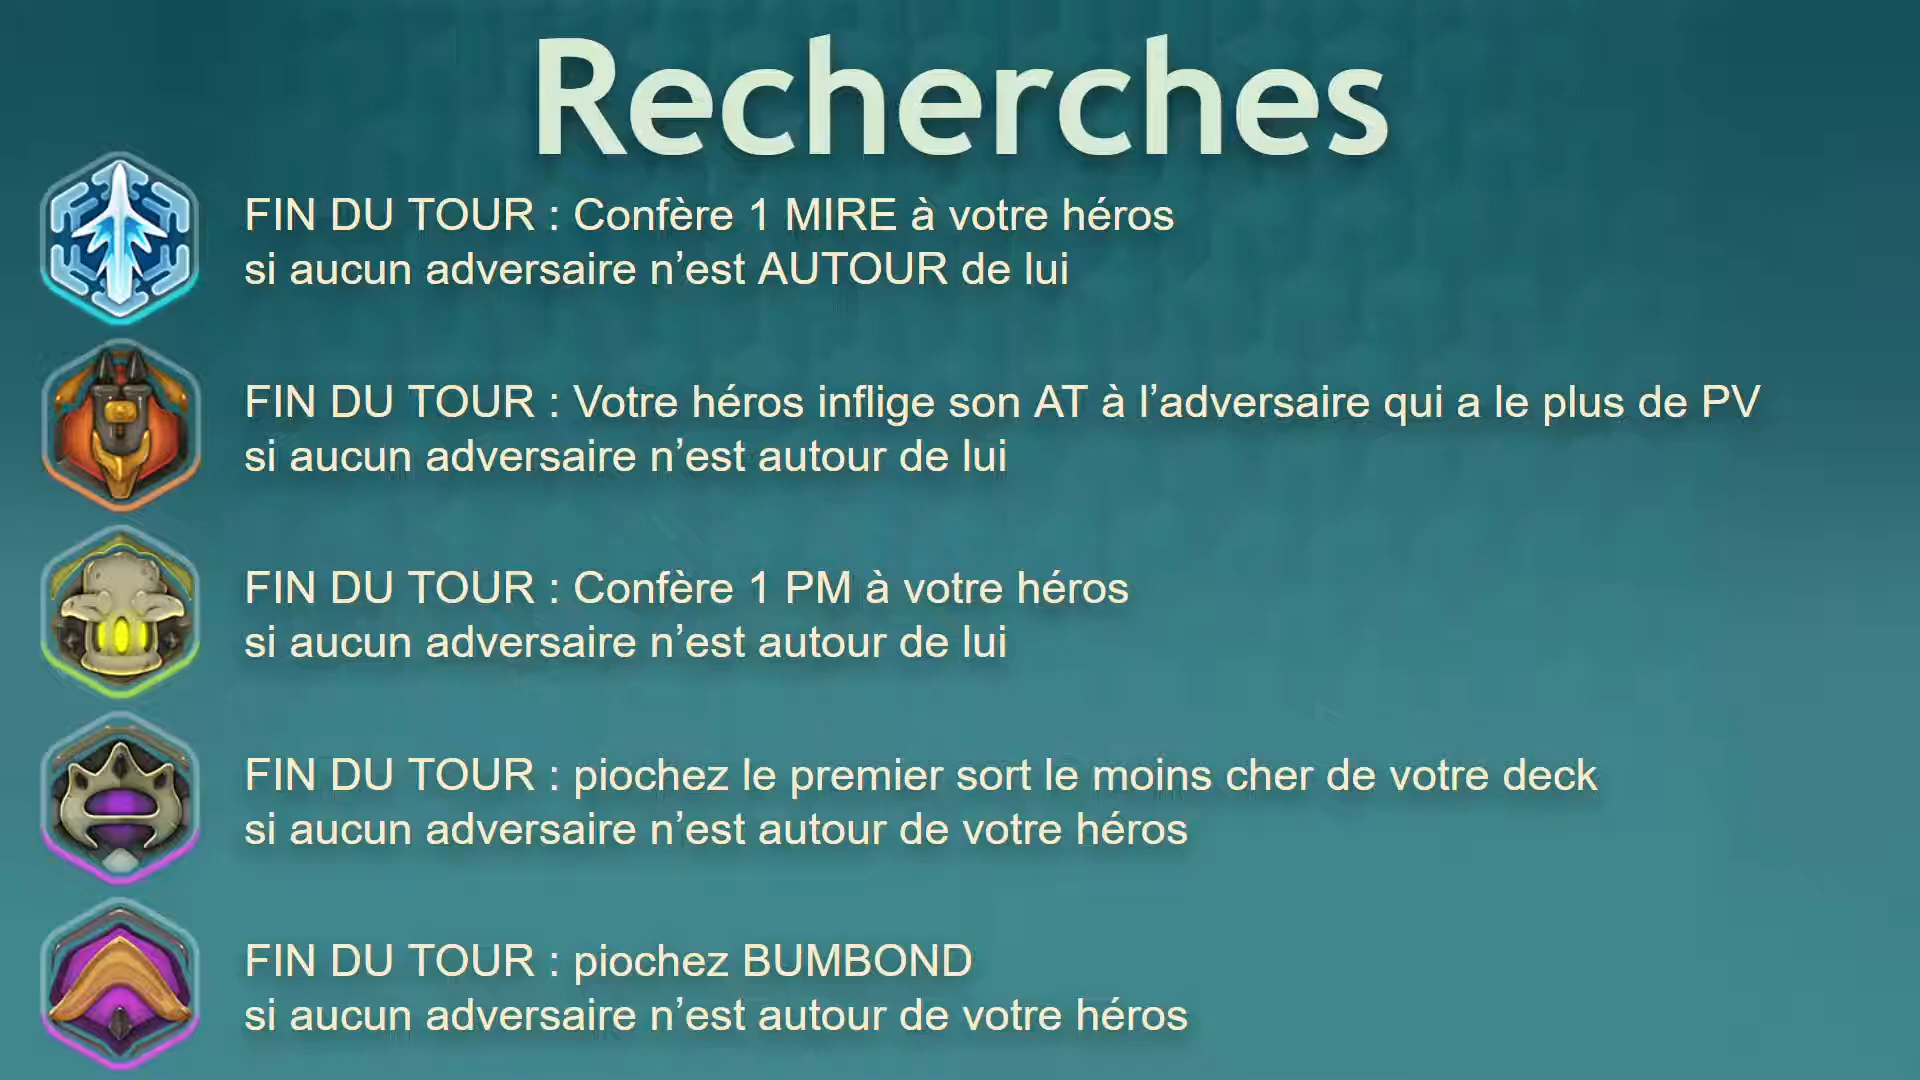 Recherches
FIN DU TOUR : Confère 1 MIRE à votre héros
si aucun adversaire n’est AUTOUR de lui
FIN DU TOUR : Votre héros inflige son AT à l’adversaire qui a le plus de PV
si aucun adversaire n’est autour de lui
FIN DU TOUR : Confère 1 PM à votre héros
si aucun adversaire n’est autour de lui
FIN DU TOUR : piochez le premier sort le moins cher de votre deck
si aucun adversaire n’est autour de votre héros
FIN DU TOUR : piochez BUMBOND
si aucun adversaire n’est autour de votre héros